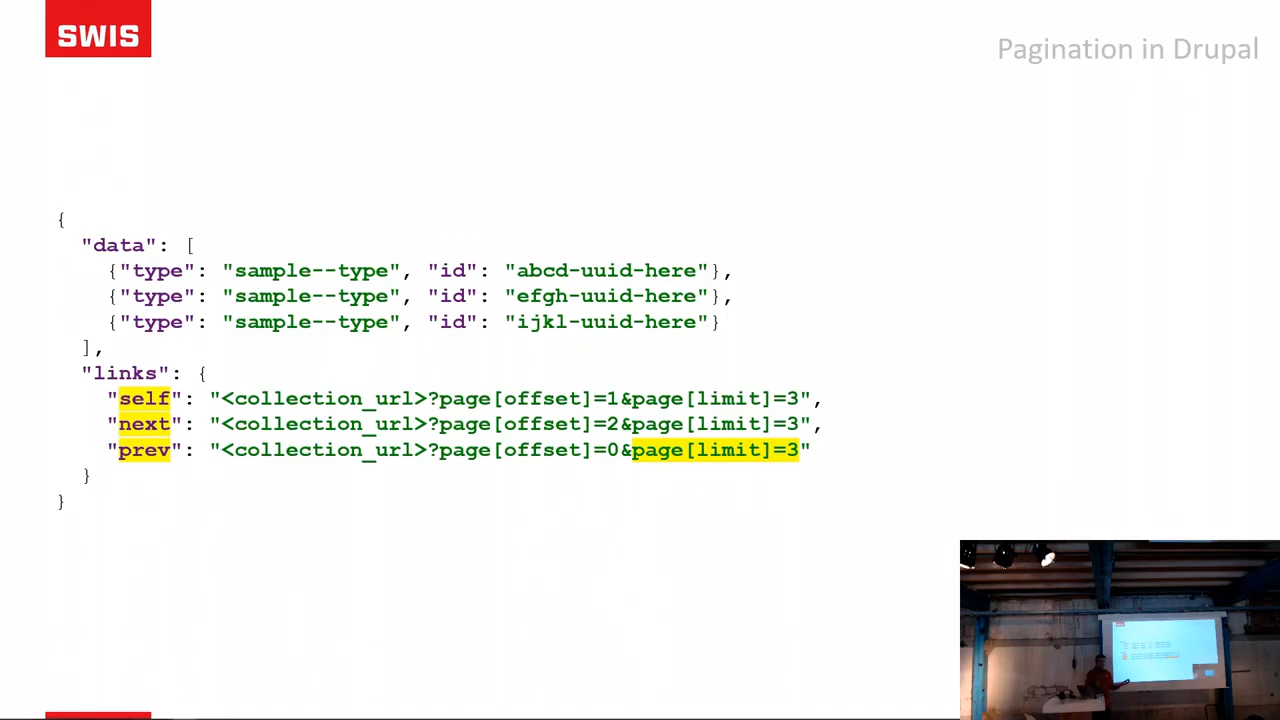 SWIS
Pagination in Drupal
{
"data": [
{"type": "sample--type", "id": "abcd-uuid-here"},
{"type": "sample--type", "id": "efgh-uuid-here"},
{"type": "sample--type", "id": "ijkl-uuid-here"}
],
"links": {
"self": "<collection_url>?page[offset]=1&page[limit]=3",
"next": "<collection_url>?page[offset]=2&page[limit]=3",
"prev": "<collection_url>?page[offset]=0&page[limit]=3"
}
}